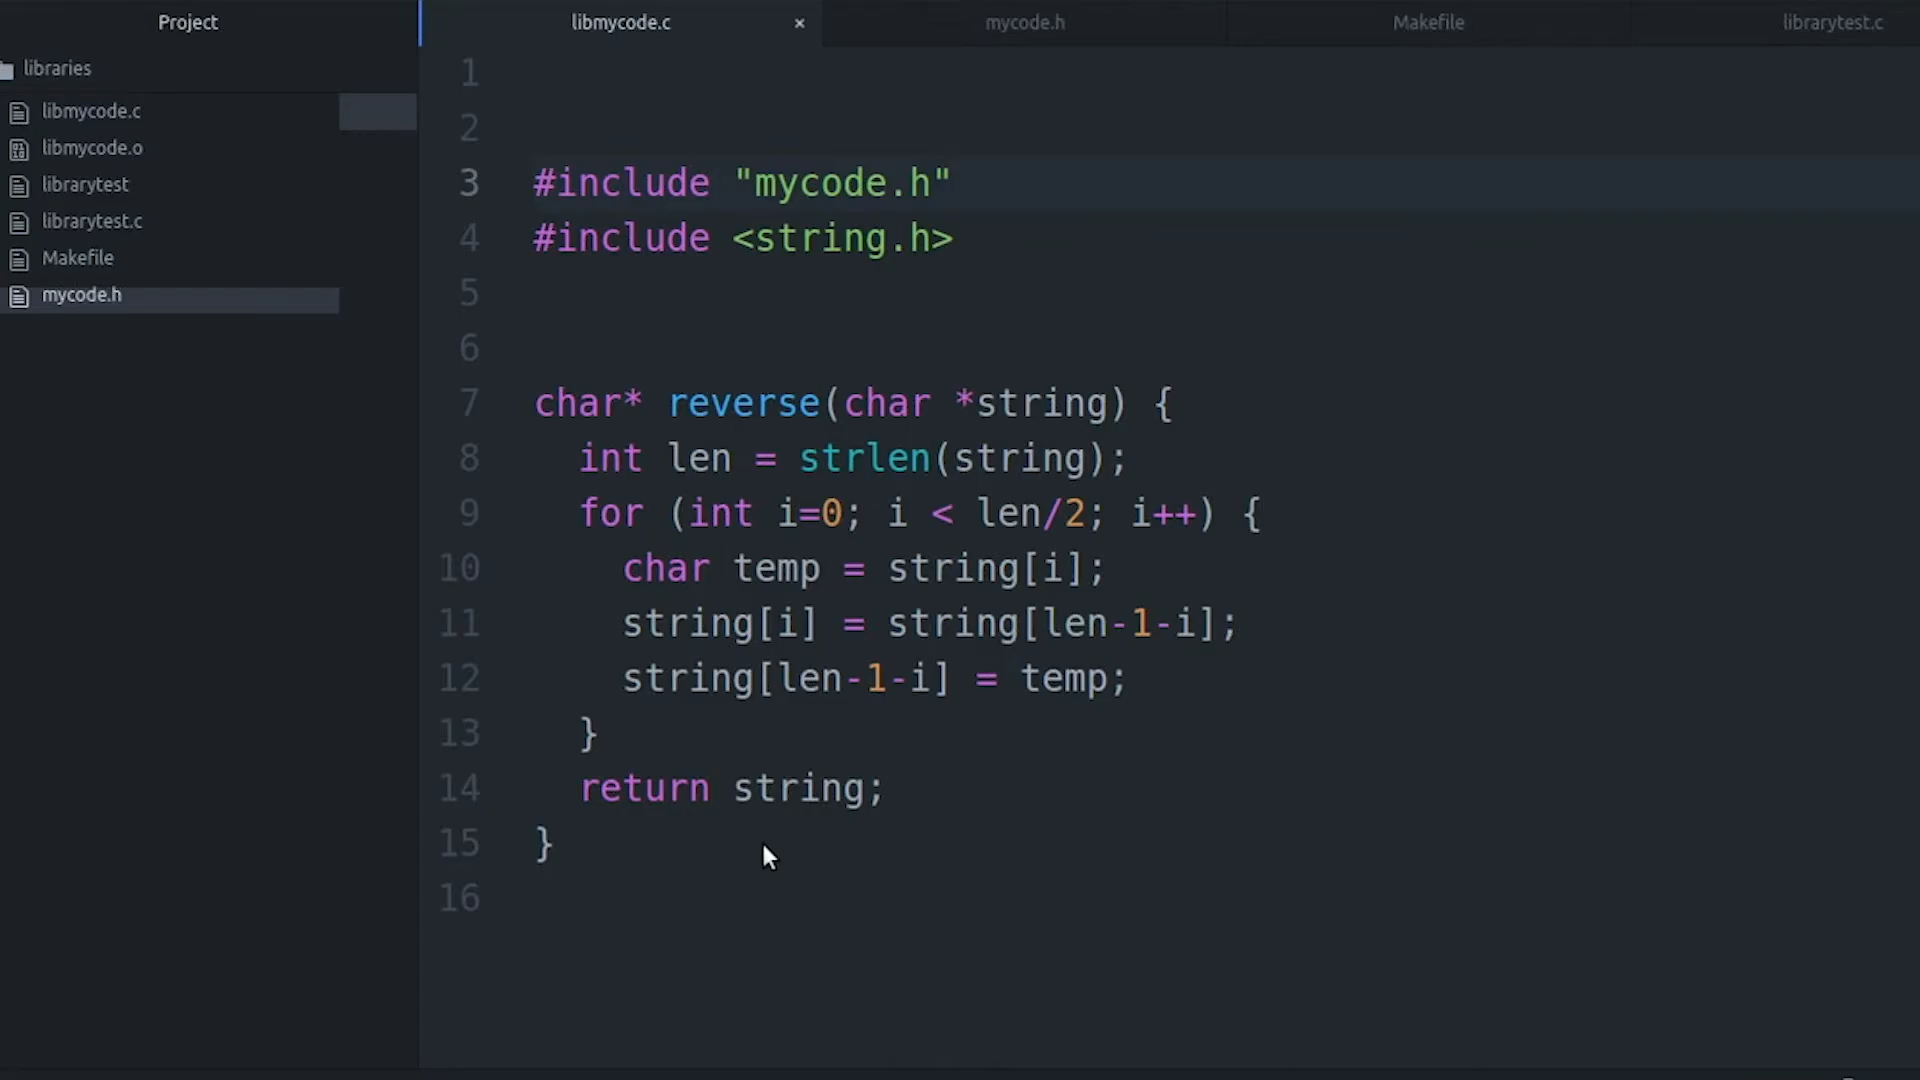 Project
libraries
libmycode.c
libmycode.o
librarytest
librarytest.c
Makefile
mycode.h
libmycode.c × mycode.h Makefile librarytest.c
1
2
3 #include "mycode.h"
4 #include <string.h>
5
6
7 char* reverse(char *string) {
8 int len = strlen(string);
9 for (int i=0; i < len/2; i++) {
10 char temp = string[i];
11 string[i] = string[len-1-i];
12 string[len-1-i] = temp;
13 }
14 return string;
15 }
16